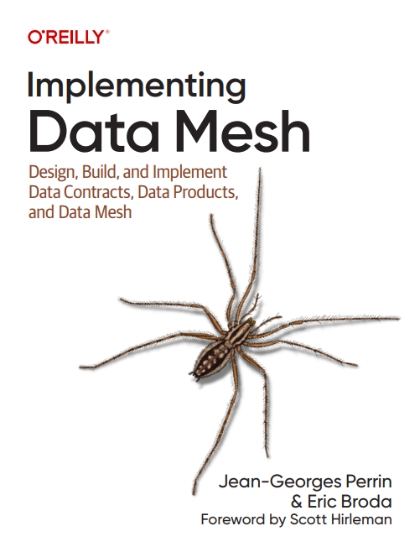 O'REILLY®
Implementing
Data Mesh
Design, Build, and Implement
Data Contracts, Data Products,
and Data Mesh
Jean-Georges Perrin
& Eric Broda
Foreword by Scott Hirleman